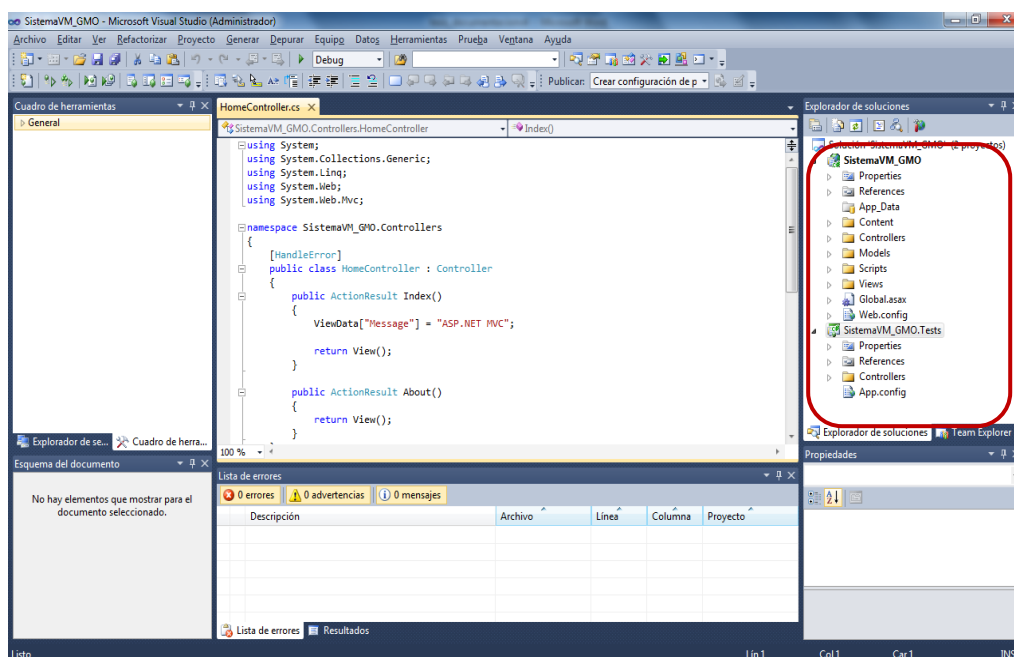 SistemaVM_GMO - Microsoft Visual Studio (Administrador)
Archivo Editar Ver Refactorizar Proyecto Generar Depurar Equipo Datos Herramientas Prueba Ventana Ayuda
Debug
Publicar: Crear configuración de p
Cuadro de herramientas
General
Explorador de se... Cuadro de herra...
Esquema del documento
No hay elementos que mostrar para el
documento seleccionado.
HomeController.cs X
SistemaVM_GMO.Controllers.HomeController Index()
using System;
using System.Collections.Generic;
using System.Linq;
using System.Web;
using System.Web.Mvc;
namespace SistemaVM_GMO.Controllers
{
[HandleError]
public class HomeController : Controller
{
public ActionResult Index()
{
ViewData["Message"] = "ASP.NET MVC";
return View();
}
public ActionResult About()
{
return View();
}
100 %
Lista de errores
0 errores 0 advertencias 0 mensajes
Descripción Archivo Línea Columna Proyecto
Lista de errores Resultados
Explorador de soluciones
Solución 'SistemaVM_GMO' (2 proyectos)
SistemaVM_GMO
Properties
References
App_Data
Content
Controllers
Models
Scripts
Views
Global.asax
Web.config
SistemaVM_GMO.Tests
Properties
References
Controllers
App.config
Explorador de soluciones Team Explorer
Propiedades
Listo Lín 1 Col 1 Car 1 INS